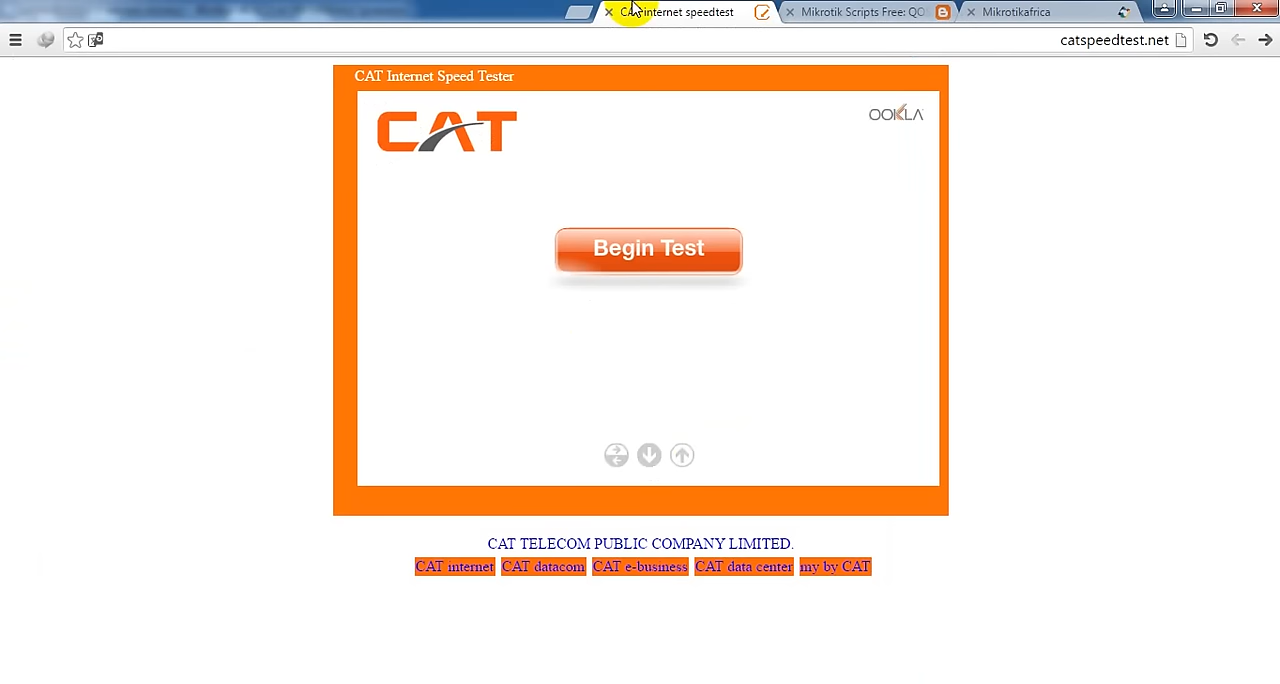 CAT internet speedtest
Mikrotik Scripts Free: QO
Mikrotikafrica
catspeedtest.net
CAT Internet Speed Tester
CAT
OOKLA
Begin Test
CAT TELECOM PUBLIC COMPANY LIMITED.
CAT internet CAT datacom CAT e-business CAT data center my by CAT